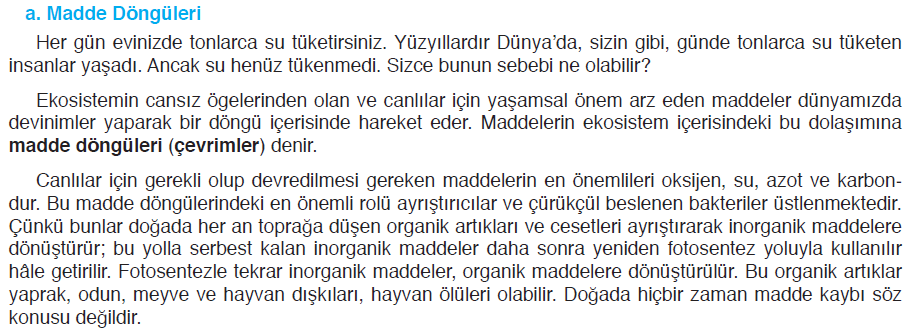 a. Madde Döngüleri
Her gün evinizde tonlarca su tüketirsiniz. Yüzyıllardır Dünya’da, sizin gibi, günde tonlarca su tüketen
insanlar yaşadı. Ancak su henüz tükenmedi. Sizce bunun sebebi ne olabilir?
Ekosistemin cansız ögelerinden olan ve canlılar için yaşamsal önem arz eden maddeler dünyamızda
devinimler yaparak bir döngü içerisinde hareket eder. Maddelerin ekosistem içerisindeki bu dolaşımına
madde döngüleri (çevrimler) denir.
Canlılar için gerekli olup devredilmesi gereken maddelerin en önemlileri oksijen, su, azot ve karbon-
dur. Bu madde döngülerindeki en önemli rolü ayrıştırıcılar ve çürükçül beslenen bakteriler üstlenmektedir.
Çünkü bunlar doğada her an toprağa düşen organik artıkları ve cesetleri ayrıştırarak inorganik maddelere
dönüştürür; bu yolla serbest kalan inorganik maddeler daha sonra yeniden fotosentez yoluyla kullanılır
hâle getirilir. Fotosentezle tekrar inorganik maddeler, organik maddelere dönüştürülür. Bu organik artıklar
yaprak, odun, meyve ve hayvan dışkıları, hayvan ölüleri olabilir. Doğada hiçbir zaman madde kaybı söz
konusu değildir.